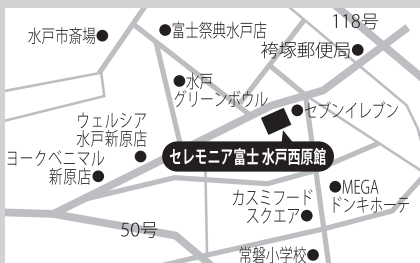 118号
水戸市斎場
富士祭典水戸店
袴塚郵便局
水戸
グリーンボウル
セブンイレブン
ウェルシア
水戸新原店
ヨークベニマル
新原店
セレモニア富士 水戸西原館
MEGA
ドンキホーテ
カスミフード
スクエア
50号
常磐小学校